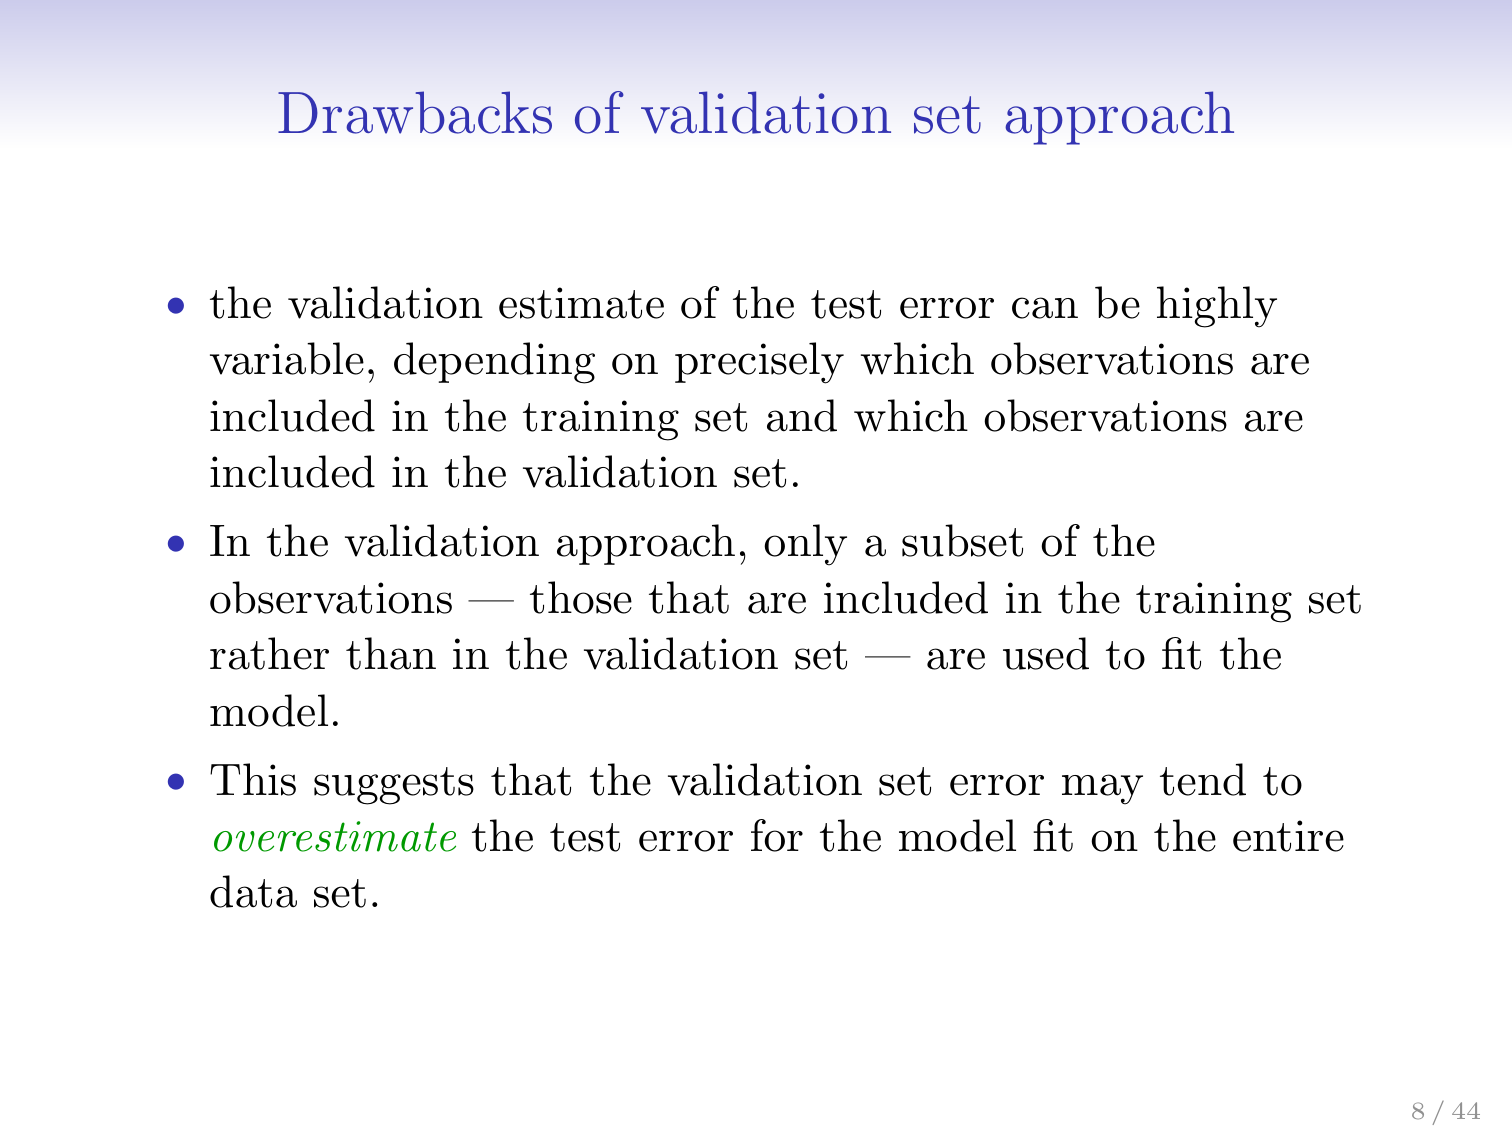 Drawbacks of validation set approach
• the validation estimate of the test error can be highly
variable, depending on precisely which observations are
included in the training set and which observations are
included in the validation set.
• In the validation approach, only a subset of the
observations — those that are included in the training set
rather than in the validation set — are used to fit the
model.
• This suggests that the validation set error may tend to
overestimate the test error for the model fit on the entire
data set.
8 / 44